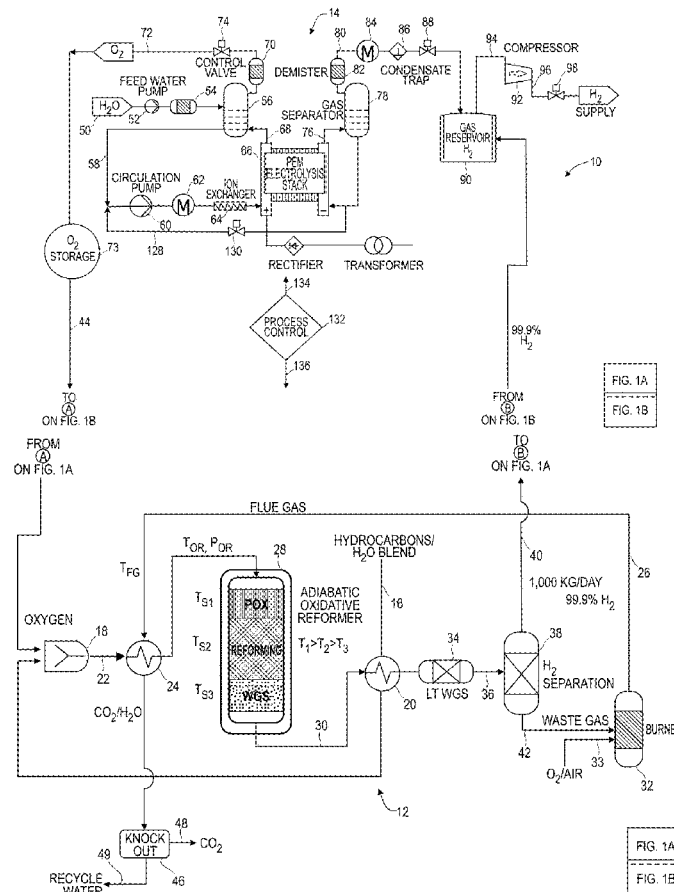 74
72
O2
CONTROL
VALVE
70
14
80
84
86
88
M
82
DEMISTER
CONDENSATE
TRAP
94
COMPRESSOR
96
98
92
H2
SUPPLY
FEED WATER
PUMP
54
56
H2O
50
52
GAS
SEPARATOR
78
68
76
GAS
RESERVOIR
H2
90
10
58
66
PEM
ELECTROLYSIS
STACK
CIRCULATION
PUMP
62
ION
EXCHANGER
M
64
+
−
60
128
130
O2
STORAGE
73
RECTIFIER
TRANSFORMER
134
PROCESS
CONTROL
132
136
44
99.9%
H2
TO
A
ON FIG. 1B
FROM
B
ON FIG. 1B
FIG. 1A
FIG. 1B
FROM
A
ON FIG. 1A
TO
B
ON FIG. 1A
FLUE GAS
TOR, POR
HYDROCARBONS/
H2O BLEND
40
26
TFG
28
16
1,000 KG/DAY
99.9% H2
OXYGEN
18
TS1
POX
ADIABATIC
OXIDATIVE
REFORMER
34
38
TS2
REFORMING
T1>T2>T3
H2
SEPARATION
22
24
20
LT WGS
36
CO2/H2O
TS3
WGS
30
WASTE GAS
42
BURNE
O2/AIR
33
32
12
KNOCK
OUT
48
CO2
49
46
RECYCLE
WATER
FIG. 1A
FIG. 1B